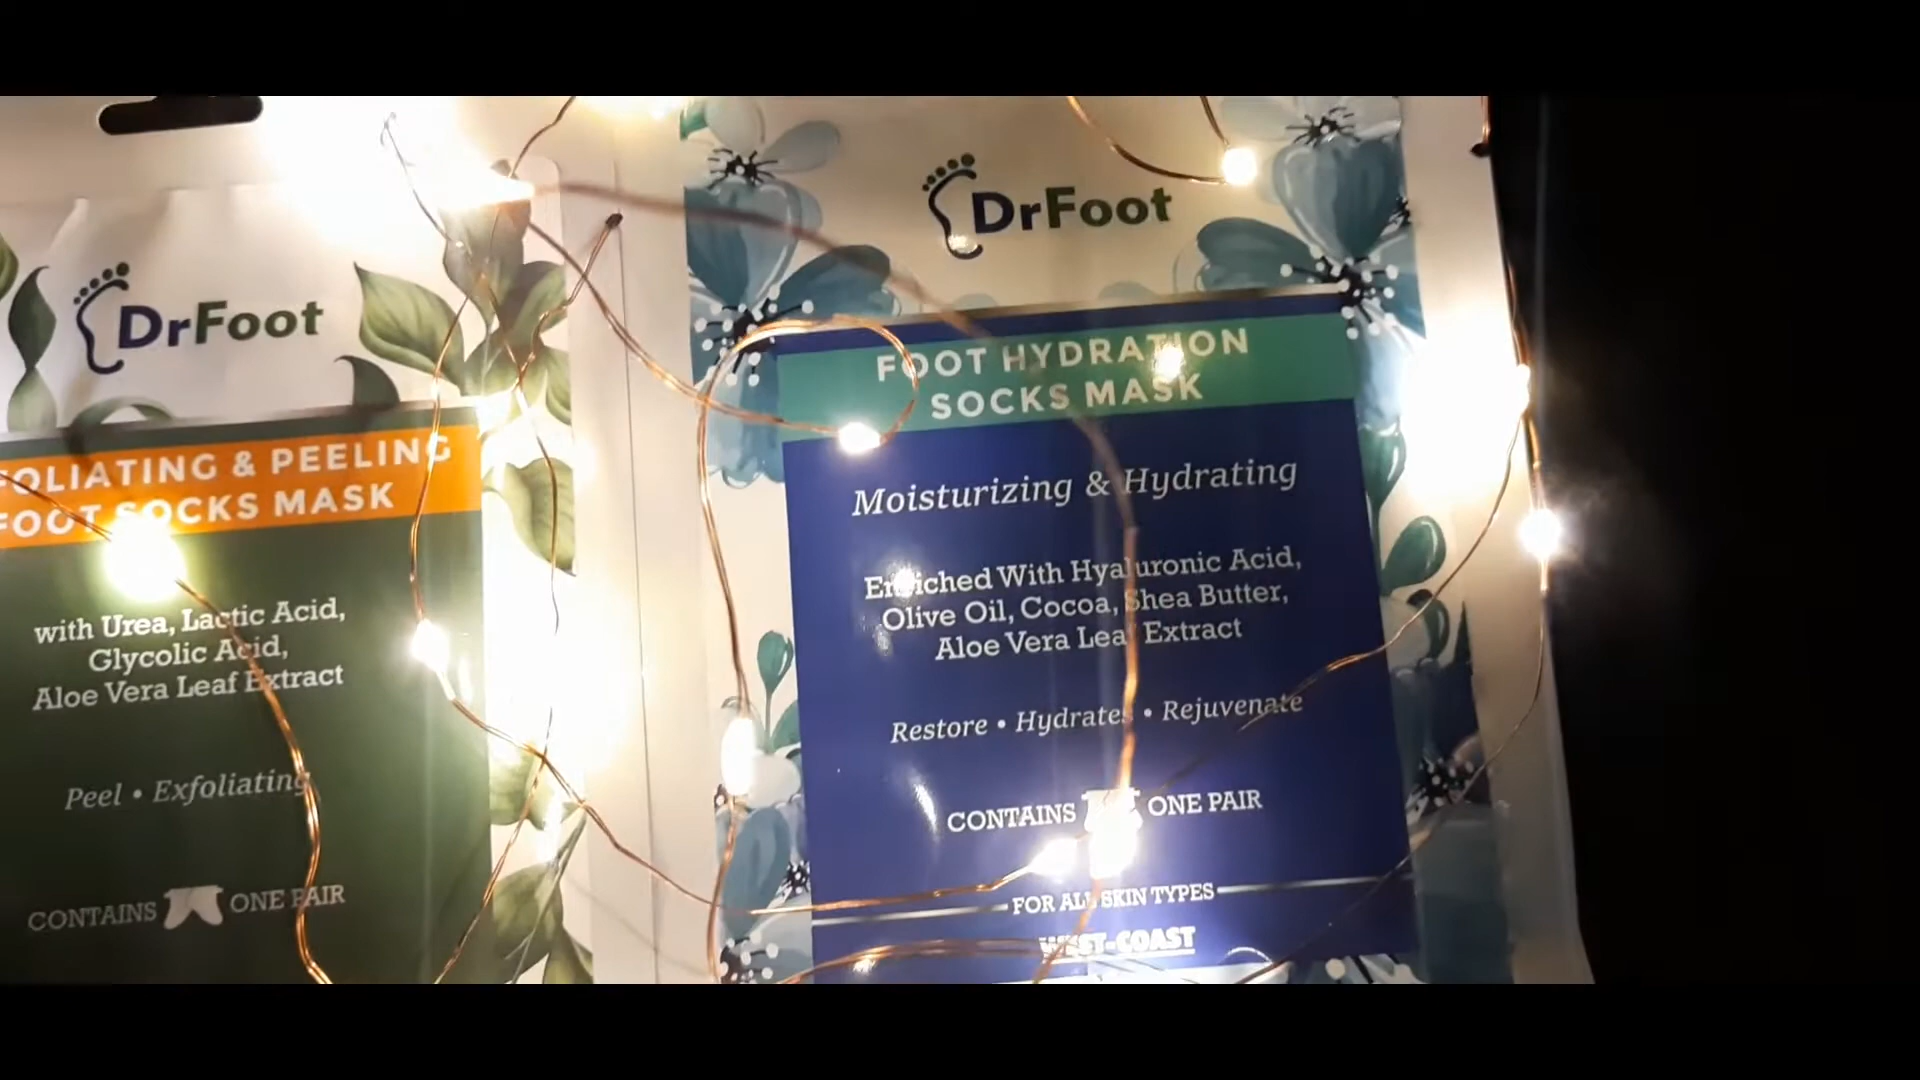 DrFoot
FOLIATING & PEELING
FOOT SOCKS MASK
with Urea, Lactic Acid,
Glycolic Acid,
Aloe Vera Leaf Extract
Peel • Exfoliating
CONTAINS ONE PAIR
DrFoot
FOOT HYDRATION
SOCKS MASK
Moisturizing & Hydrating
Enriched With Hyaluronic Acid,
Olive Oil, Cocoa, Shea Butter,
Aloe Vera Leaf Extract
Restore • Hydrates • Rejuvenate
CONTAINS ONE PAIR
FOR ALL SKIN TYPES
WEST-COAST